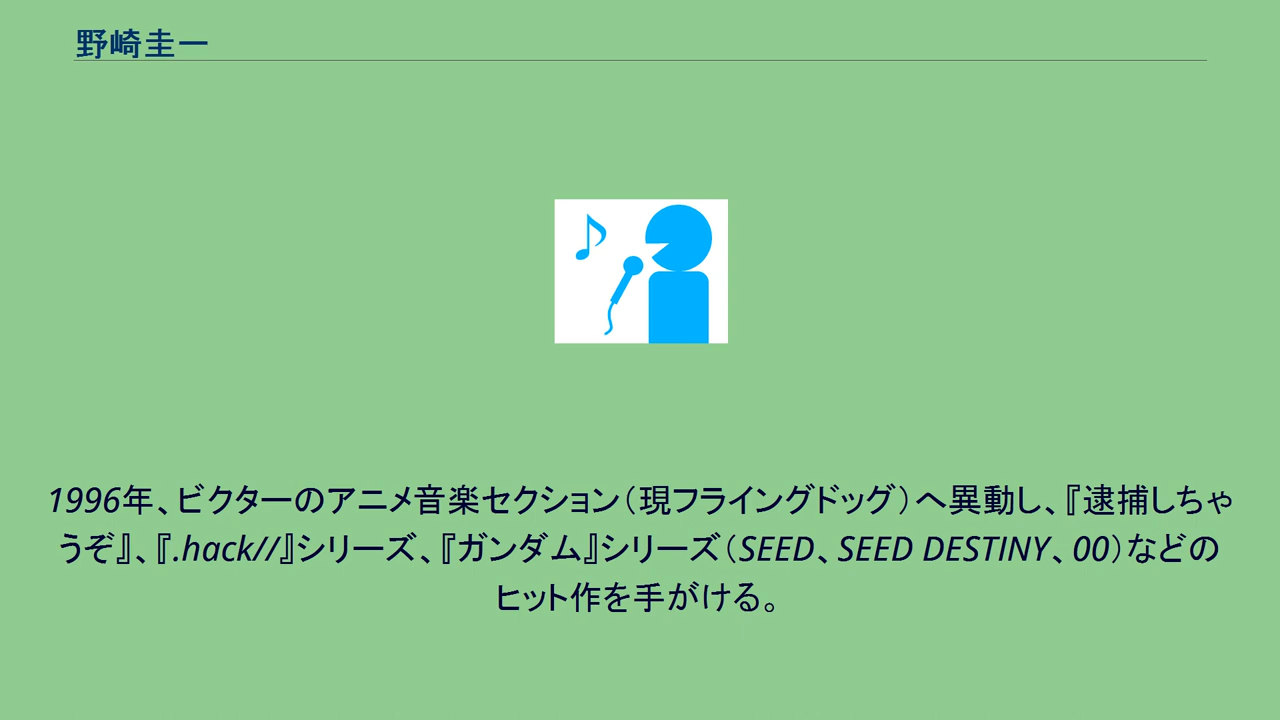 野崎圭一
1996年、ビクターのアニメ音楽セクション（現フライングドッグ）へ異動し、『逮捕しちゃ
うぞ』、『.hack//』シリーズ、『ガンダム』シリーズ（SEED、SEED DESTINY、00）などの
ヒット作を手がける。